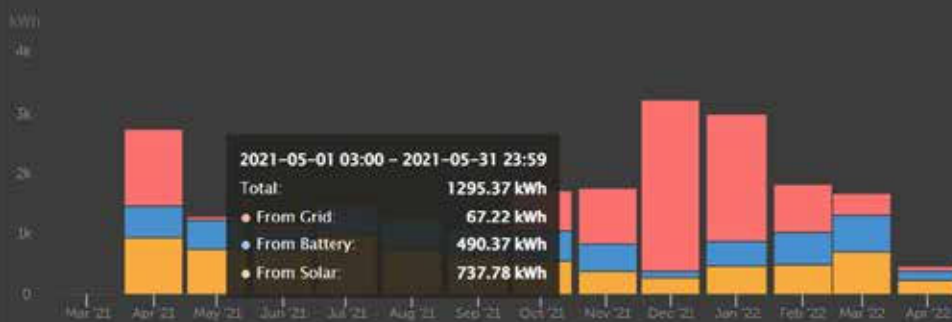 kWh
4k
3k
2k
1k
0
2021-05-01 03:00 - 2021-05-31 23:59
Total: 1295.37 kWh
From Grid 67.22 kWh
From Battery: 490.37 kWh
From Solar: 737.78 kWh
Mar '21 Apr '21 May '21 Jun '21 Jul '21 Aug '21 Sep '21 Oct '21 Nov '21 Dec '21 Jan '22 Feb '22 Mar '22 Apr '22